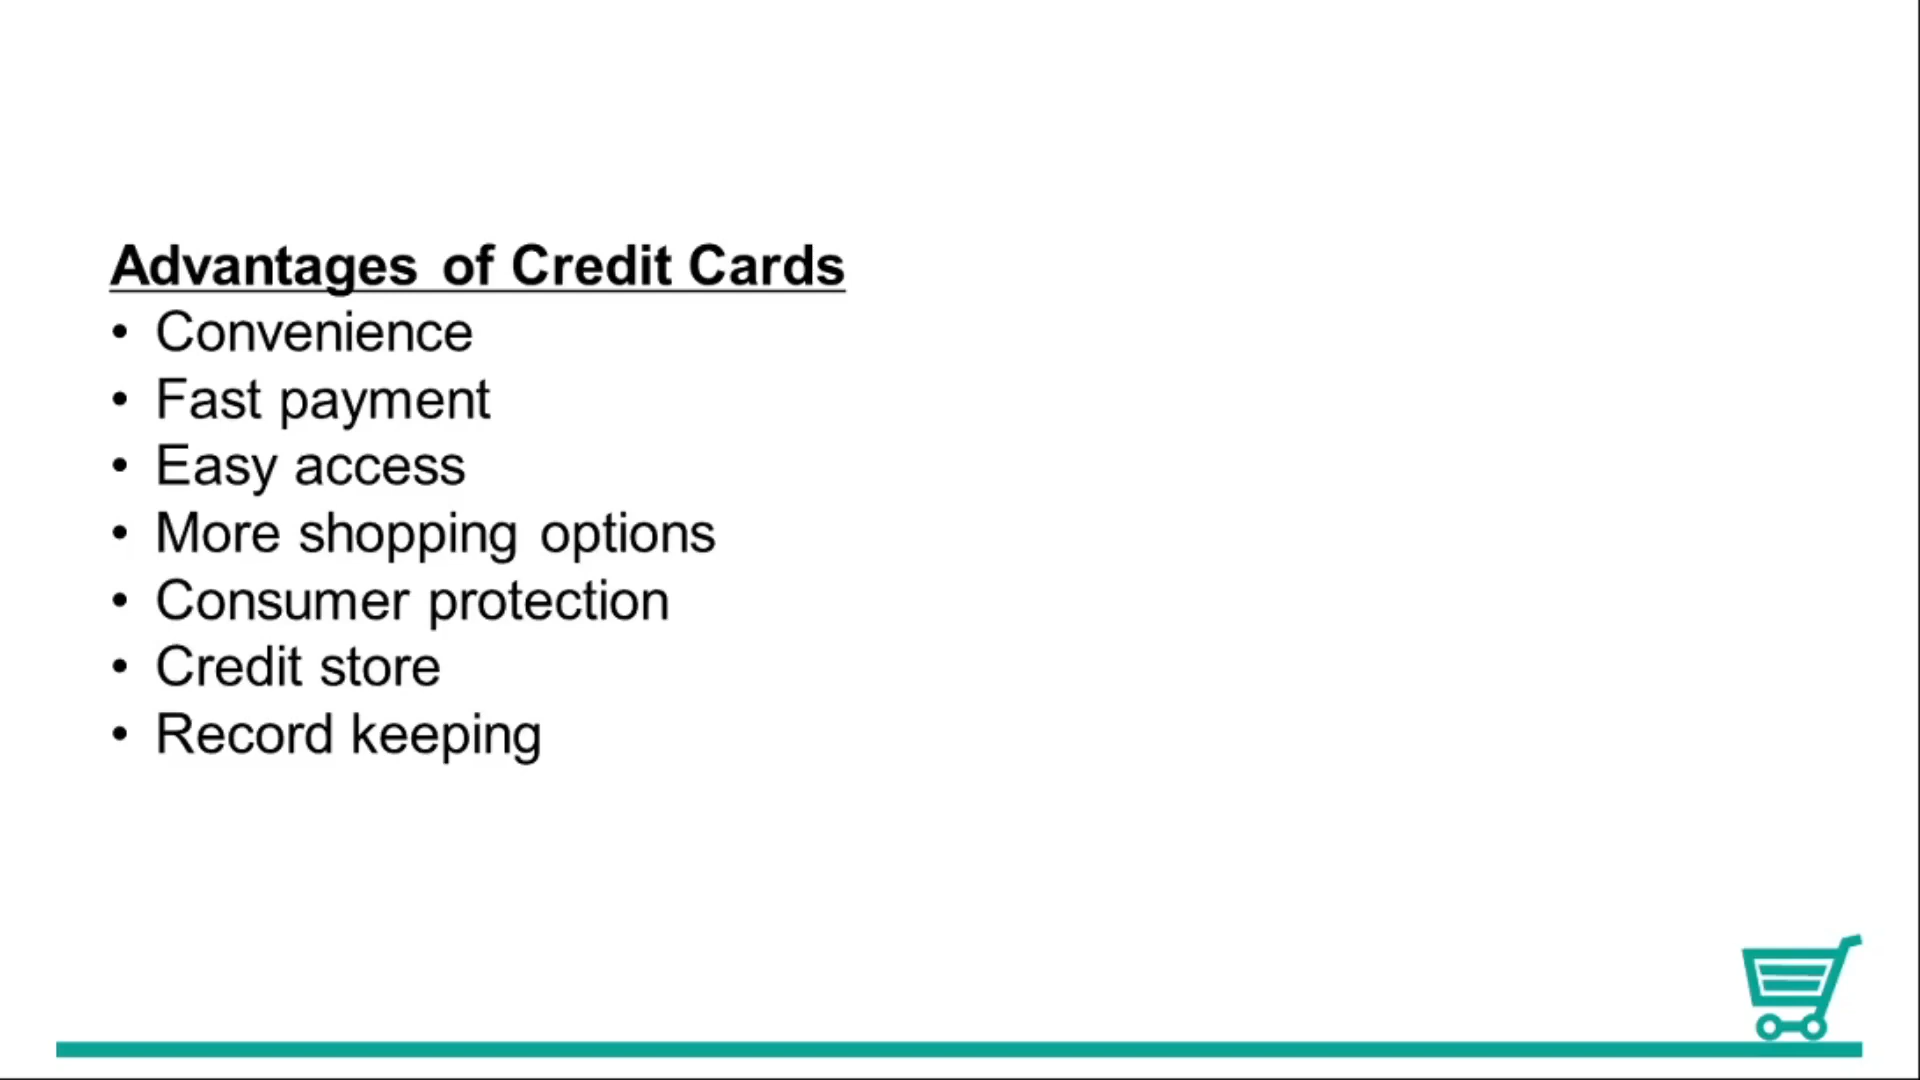 Advantages of Credit Cards
• Convenience
• Fast payment
• Easy access
• More shopping options
• Consumer protection
• Credit store
• Record keeping